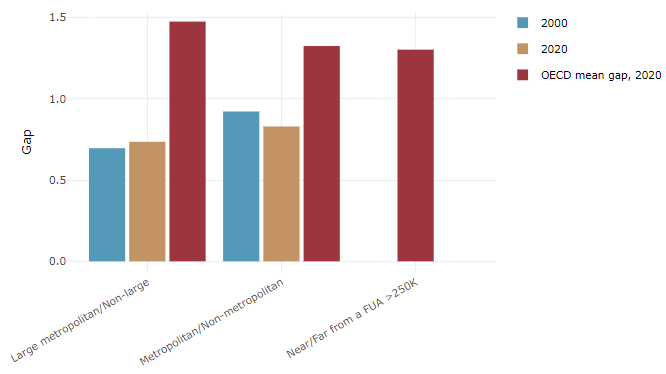 1.5
1.0
0.5
0.0
Gap
Large metropolitan/Non-large
Metropolitan/Non-metropolitan
Near/Far from a FUA >250K
2000
2020
OECD mean gap, 2020